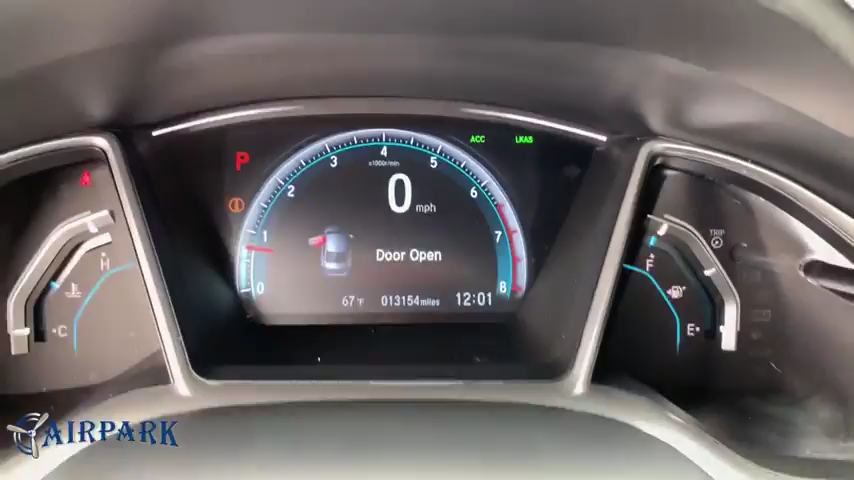 ACC LKAS
P
x1000r/min
0 1 2 3 4 5 6 7 8
0 mph
Door Open
67°F 013154miles 12:01
H
C
TRIP
F
E
AIRPARK